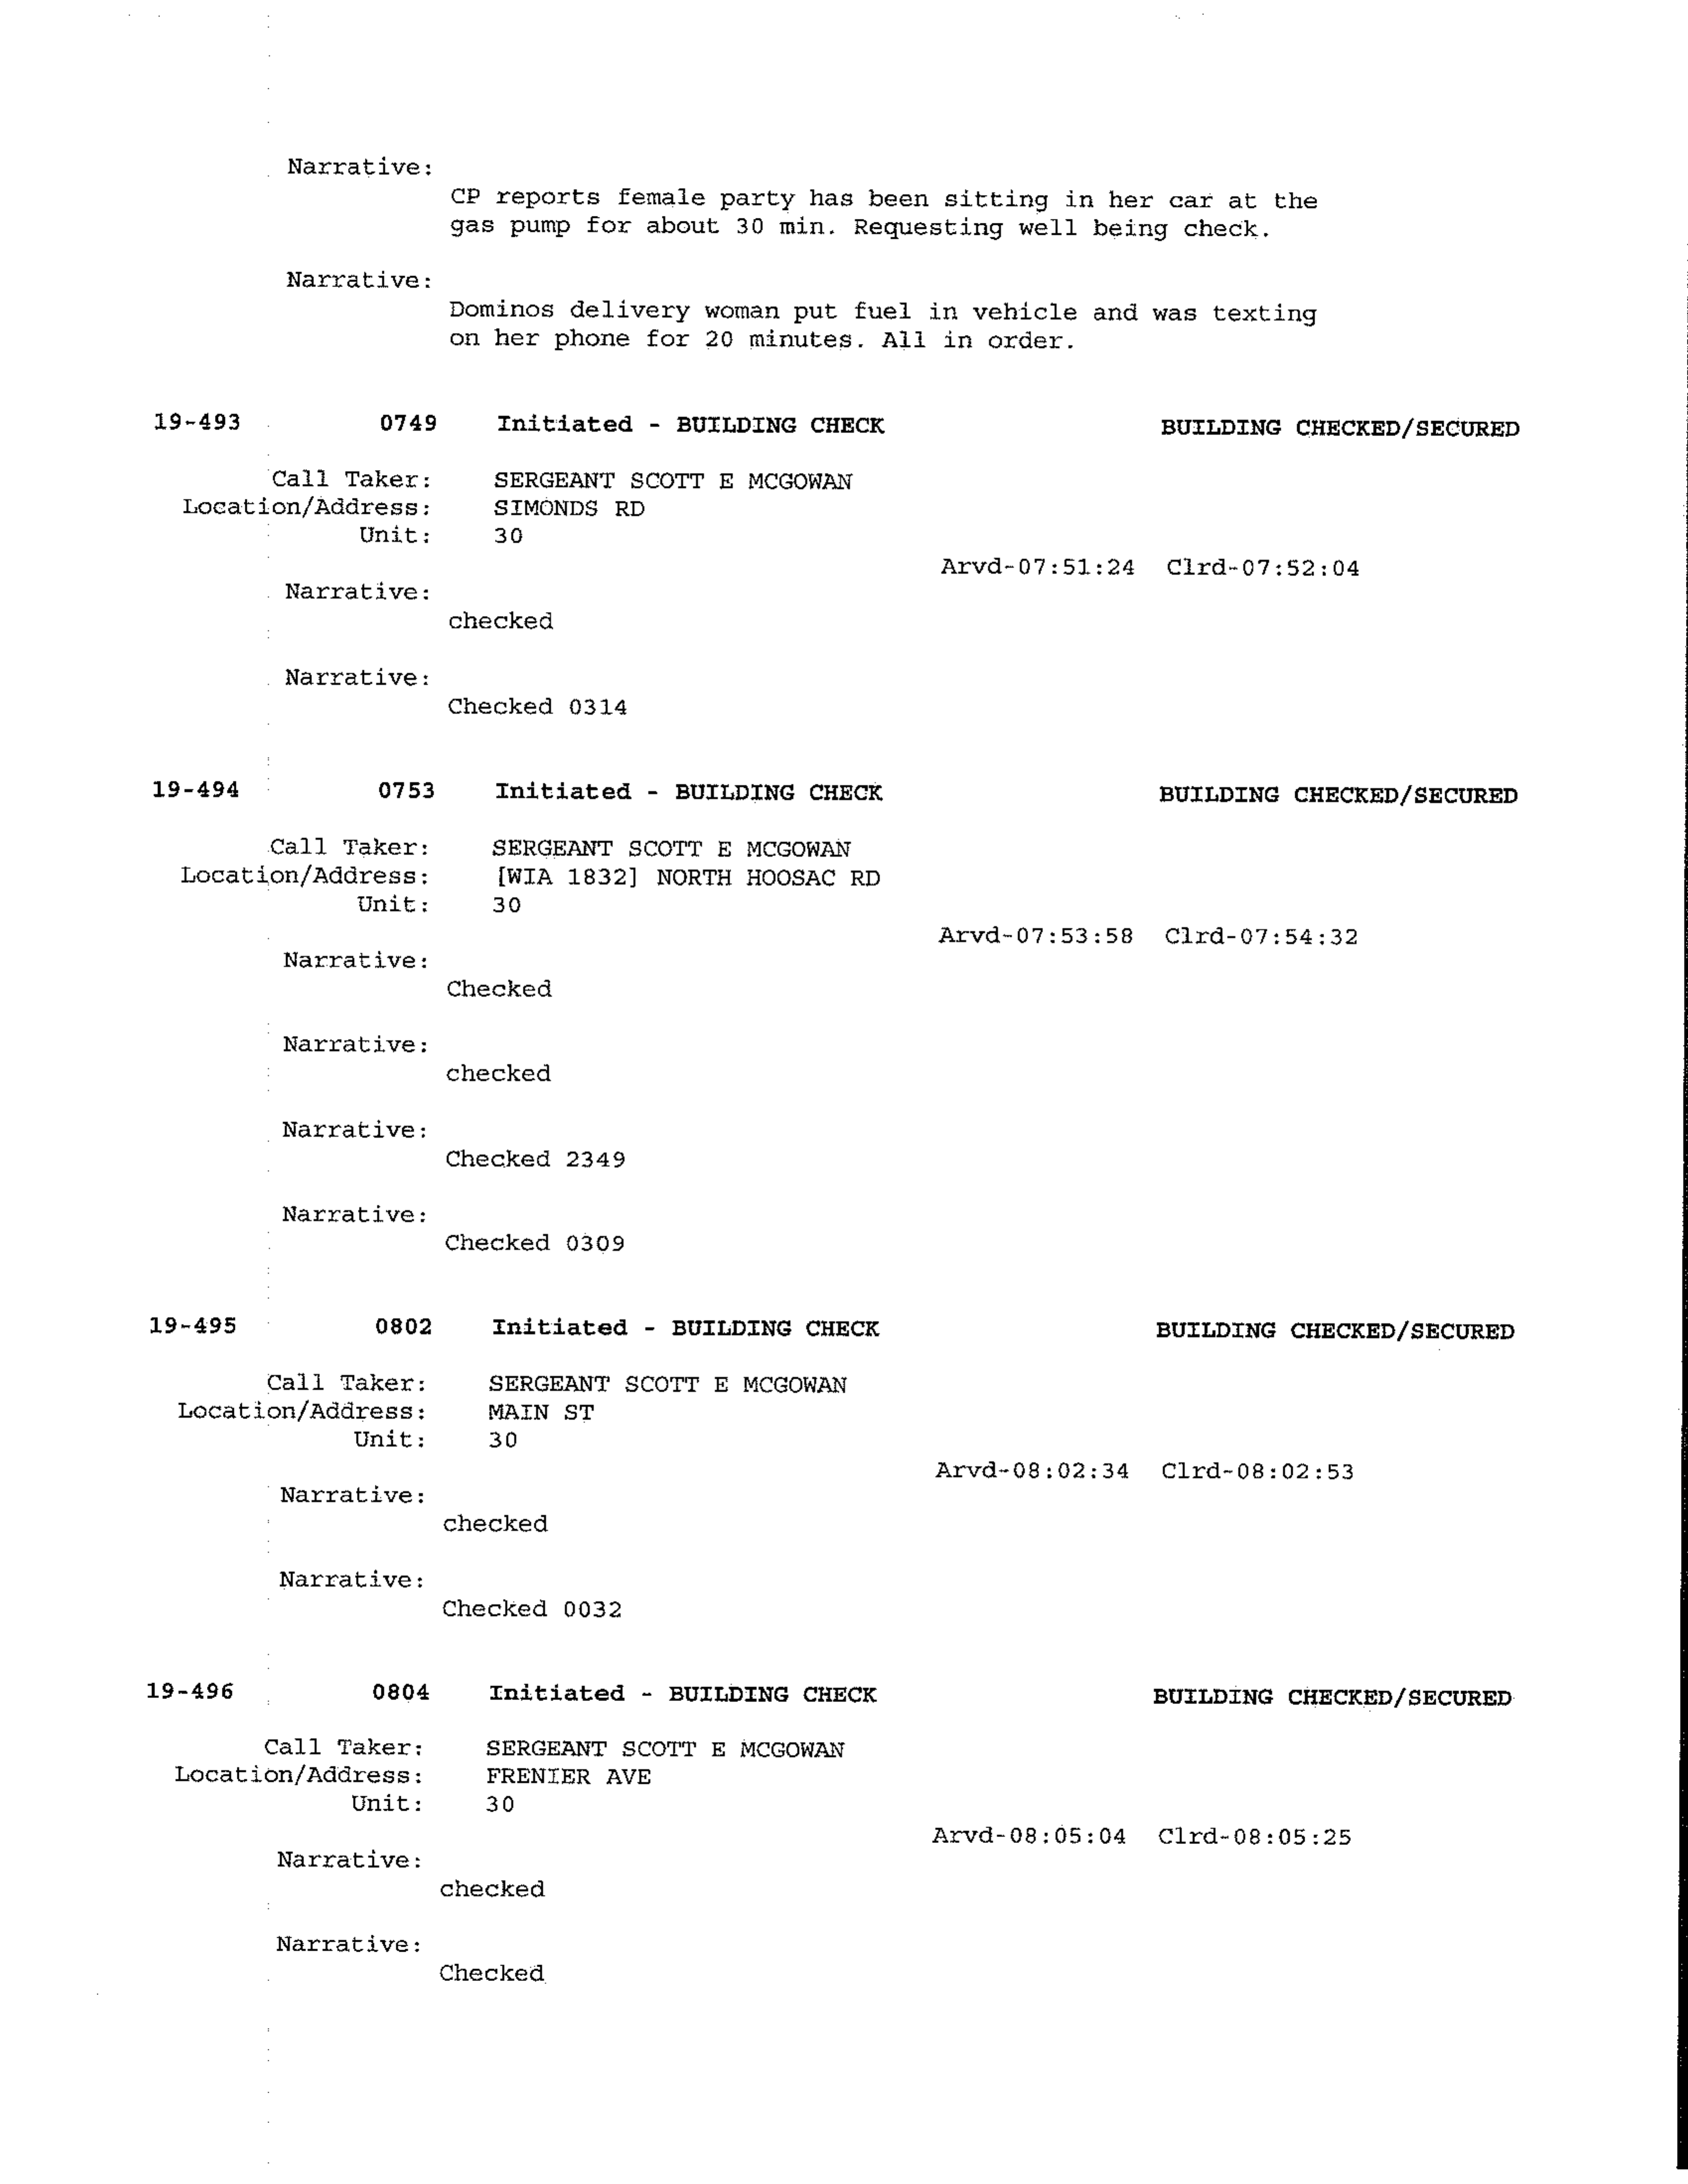 Narrative:
CP reports female party has been sitting in her car at the
gas pump for about 30 min. Requesting well being check.
Narrative:
Dominos delivery woman put fuel in vehicle and was texting
on her phone for 20 minutes. All in order.
19-493 0749 Initiated - BUILDING CHECK BUILDING CHECKED/SECURED
Call Taker: SERGEANT SCOTT E MCGOWAN
Location/Address: SIMONDS RD
Unit: 30
Arvd-07:51:24 Clrd-07:52:04
Narrative:
checked
Narrative:
Checked 0314
19-494 0753 Initiated - BUILDING CHECK BUILDING CHECKED/SECURED
Call Taker: SERGEANT SCOTT E MCGOWAN
Location/Address: [WIA 1832] NORTH HOOSAC RD
Unit: 30
Arvd-07:53:58 Clrd-07:54:32
Narrative:
Checked
Narrative:
checked
Narrative:
Checked 2349
Narrative:
Checked 0309
19-495 0802 Initiated - BUILDING CHECK BUILDING CHECKED/SECURED
Call Taker: SERGEANT SCOTT E MCGOWAN
Location/Address: MAIN ST
Unit: 30
Arvd-08:02:34 Clrd-08:02:53
Narrative:
checked
Narrative:
Checked 0032
19-496 0804 Initiated - BUILDING CHECK BUILDING CHECKED/SECURED
Call Taker: SERGEANT SCOTT E MCGOWAN
Location/Address: FRENIER AVE
Unit: 30
Arvd-08:05:04 Clrd-08:05:25
Narrative:
checked
Narrative:
Checked